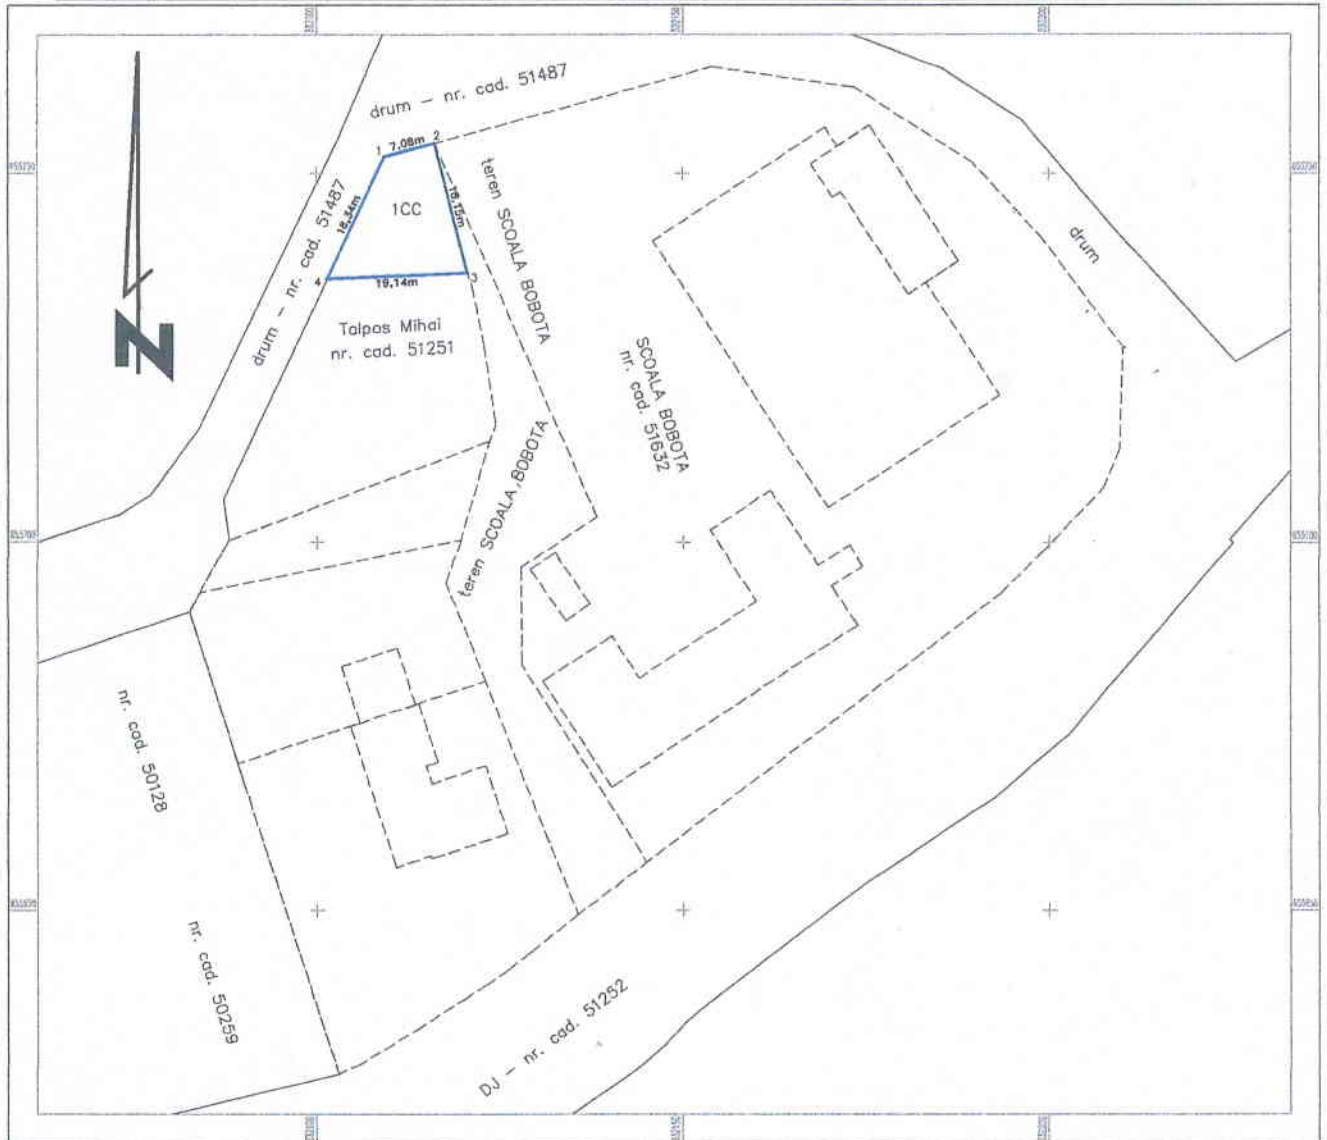 drum - nr. cad. 51487
1
7,08m
2
18,34m
1CC
18,15m
4
19,14m
3
drum - nr. cad. 51487
teren SCOALA BOBOTA
drum
Talpos Mihai
nr. cad. 51251
SCOALA BOBOTA
nr. cad. 51632
teren SCOALA BOBOTA
nr. cad. 50128
nr. cad. 50259
DJ - nr. cad. 51252
N